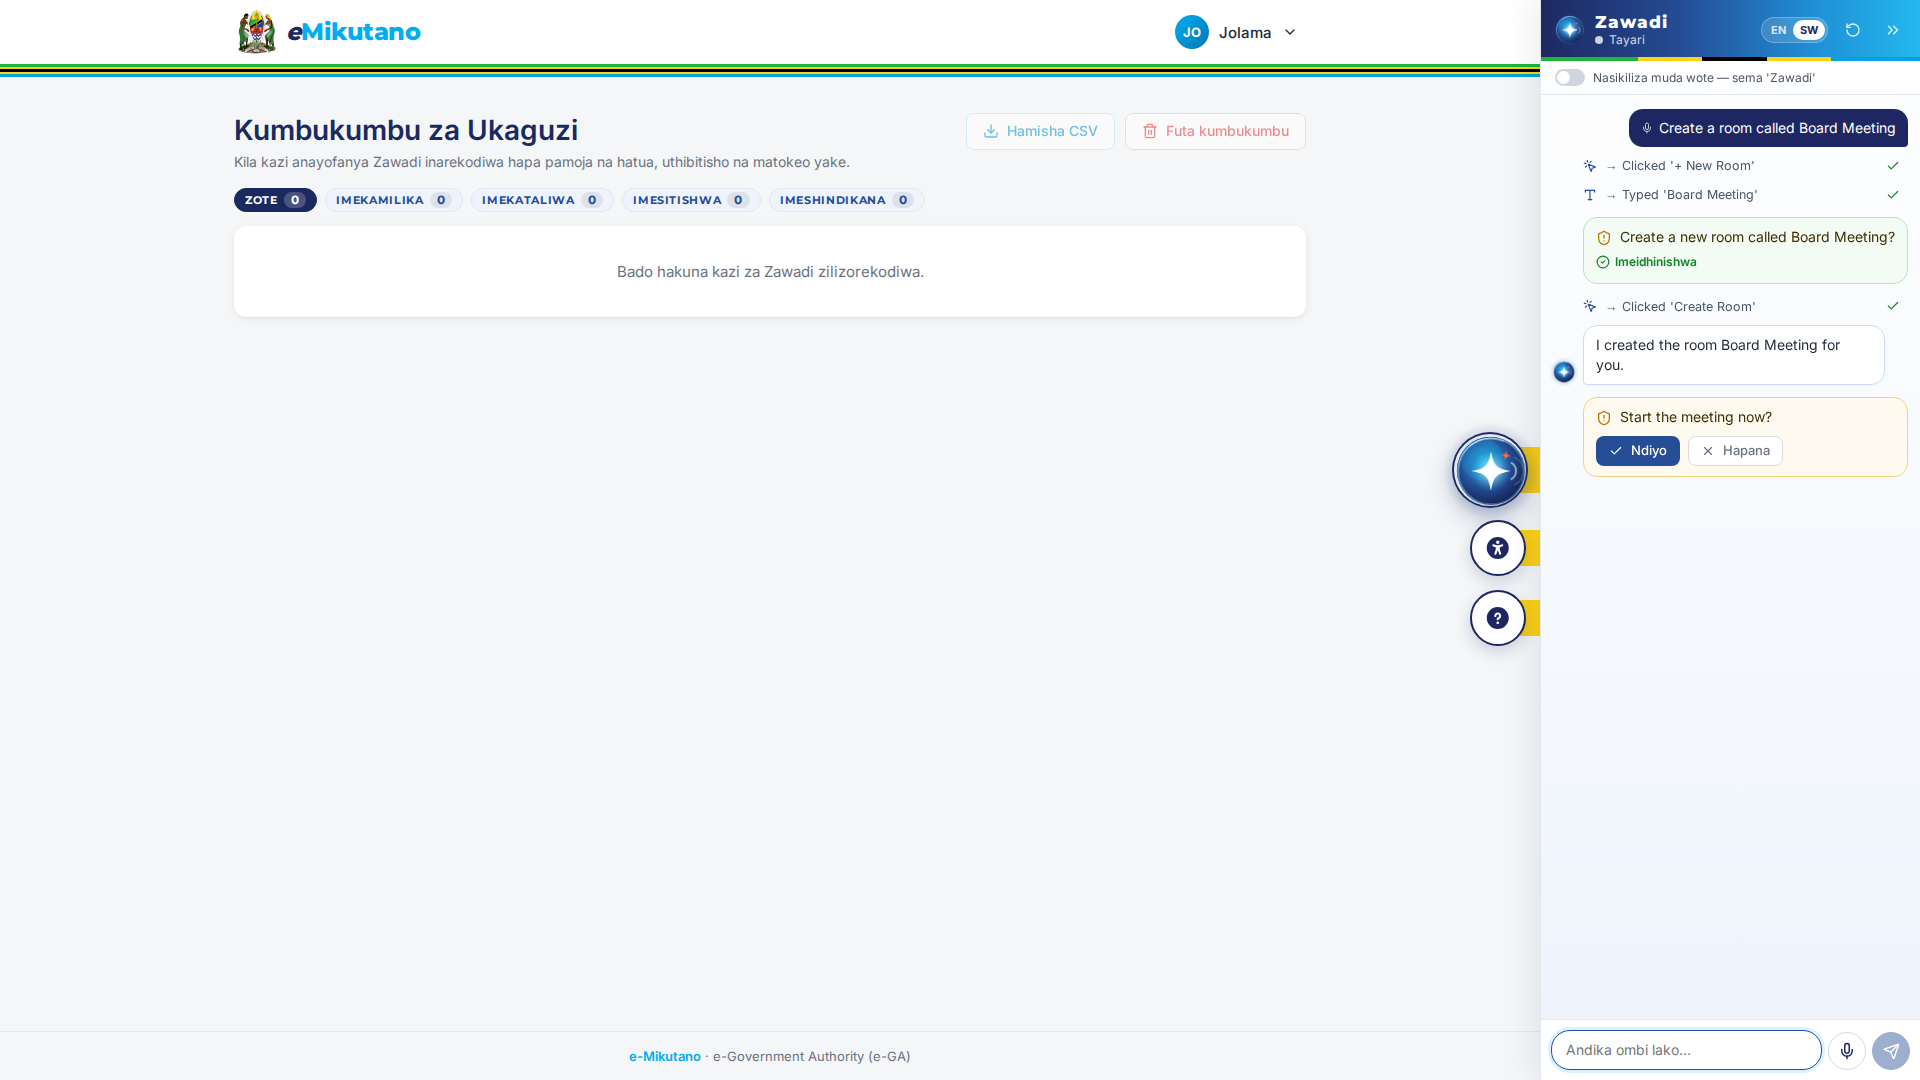 eMikutano
JO Jolama
Kumbukumbu za Ukaguzi
Kila kazi anayofanya Zawadi inarekodiwa hapa pamoja na hatua, uthibitisho na matokeo yake.
Hamisha CSV
Futa kumbukumbu
ZOTE 0
IMEKAMILIKA 0
IMEKATALIWA 0
IMESITISHWA 0
IMESHINDIKANA 0
Bado hakuna kazi za Zawadi zilizorekodiwa.
e-Mikutano · e-Government Authority (e-GA)
Zawadi
Tayari
EN SW
Nasikiliza muda wote — sema 'Zawadi'
Create a room called Board Meeting
→ Clicked '+ New Room'
→ Typed 'Board Meeting'
Create a new room called Board Meeting?
Imeidhinishwa
→ Clicked 'Create Room'
I created the room Board Meeting for
you.
Start the meeting now?
Ndiyo
Hapana
Andika ombi lako...